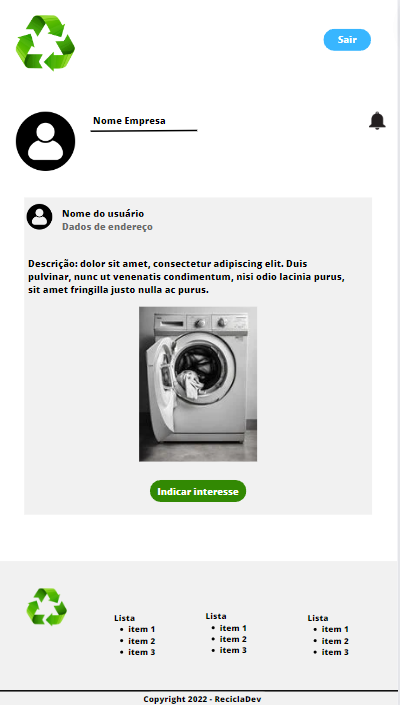 Sair
Nome Empresa
Nome do usuário
Dados de endereço
Descrição: dolor sit amet, consectetur adipiscing elit. Duis
pulvinar, nunc ut venenatis condimentum, nisi odio lacinia purus,
sit amet fringilla justo nulla ac purus.
Indicar interesse
Lista
• item 1
• item 2
• item 3
Lista
• item 1
• item 2
• item 3
Lista
• item 1
• item 2
• item 3
Copyright 2022 - ReciclaDev